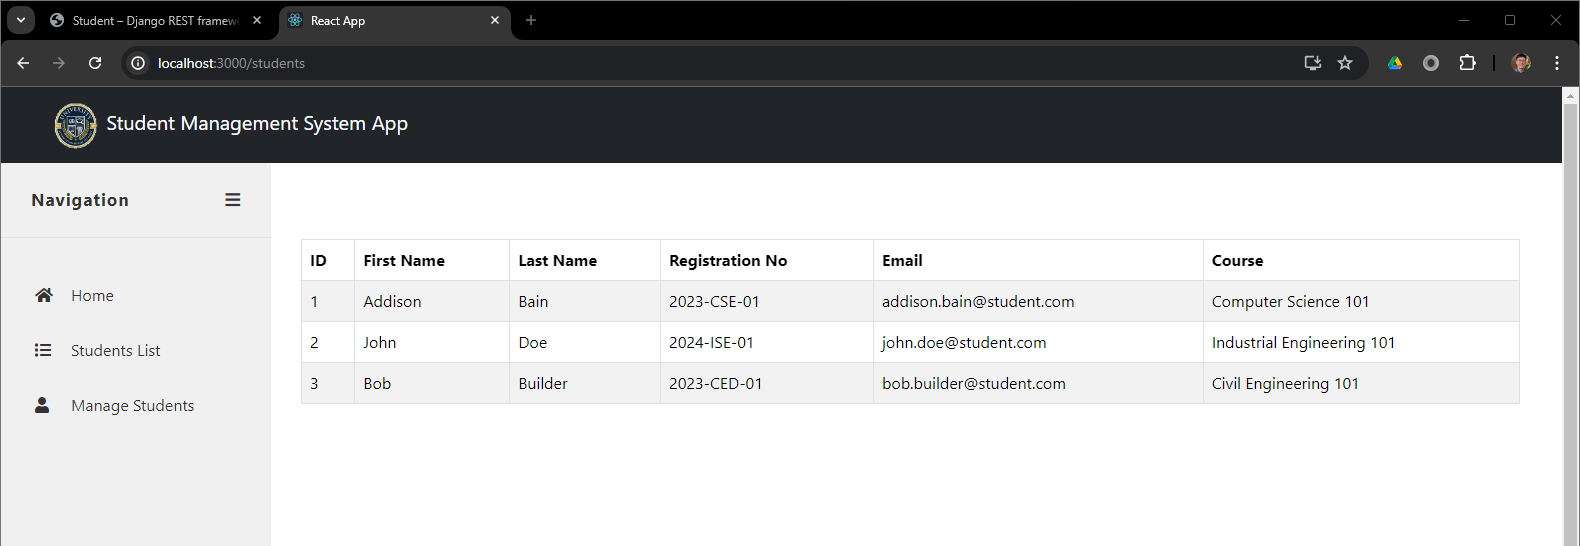 Student – Django REST framew
React App
localhost:3000/students
Student Management System App
Navigation
Home
Students List
Manage Students
ID First Name Last Name Registration No Email Course
1 Addison Bain 2023-CSE-01 addison.bain@student.com Computer Science 101
2 John Doe 2024-ISE-01 john.doe@student.com Industrial Engineering 101
3 Bob Builder 2023-CED-01 bob.builder@student.com Civil Engineering 101